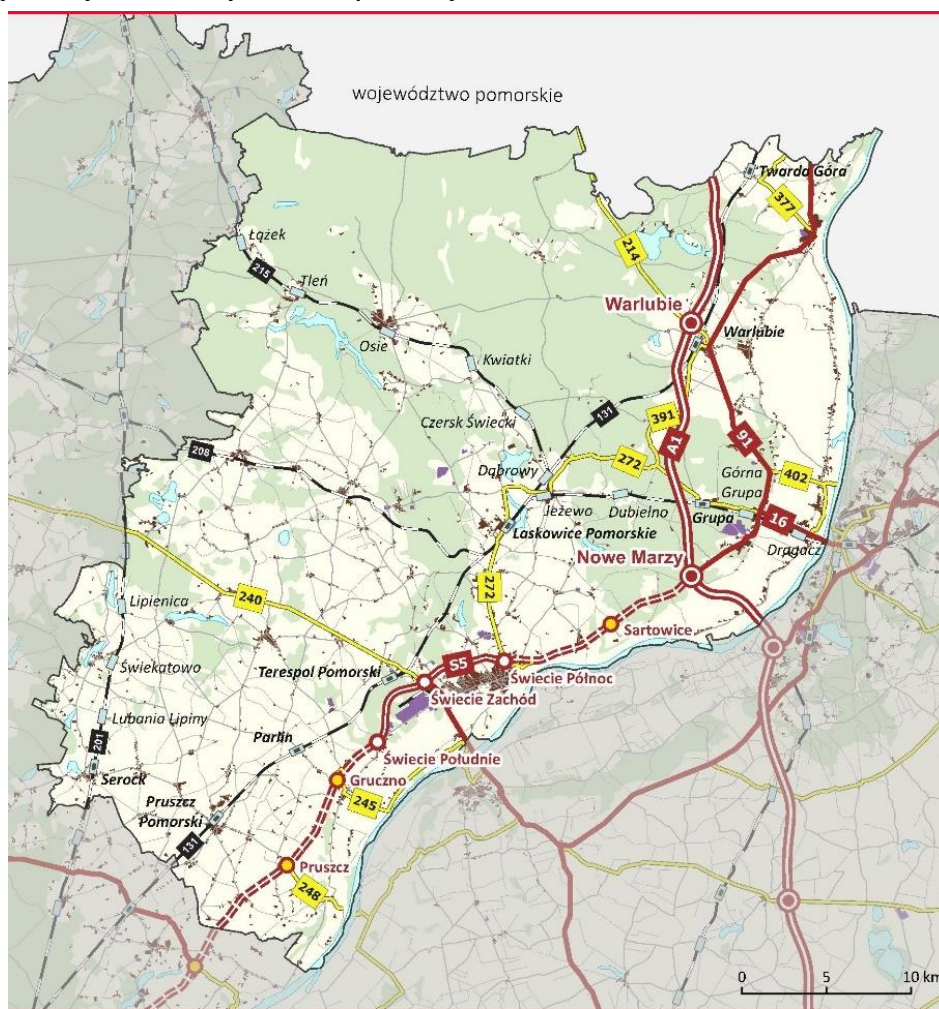 województwo pomorskie
Twarda Góra
377
Łążek
215
Tleń
214
Warlubie
Warlubie
Osie
Kwiatki
Czersk Świecki
131
391
A1
91
208
Dąbrowy
272
Górna
Grupa
402
Jeżewo
Dubielno
Grupa
16
Laskowice Pomorskie
Dragacz
Nowe Marzy
272
240
Lipienica
Sartowice
Świekatowo
Terespol Pomorski
S5
Świecie Północ
Świecie Zachód
Lubania Lipiny
201
Parlin
Świecie Południe
Serock
Gruczno
Pruszcz
Pomorski
245
131
Pruszcz
248
0 5 10 km